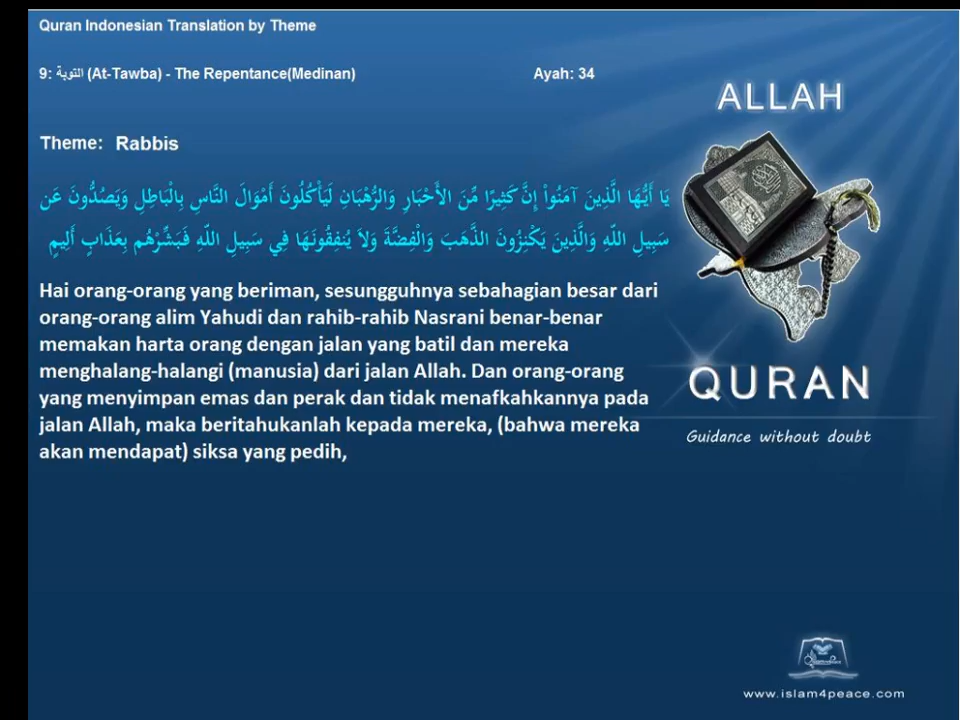 Quran Indonesian Translation by Theme
9: التوبة (At-Tawba) - The Repentance(Medinan) Ayah: 34
Theme: Rabbis
يَا أَيُّهَا الَّذِينَ آمَنُواْ إِنَّ كَثِيرًا مِّنَ الأَحْبَارِ وَالرُّهْبَانِ لَيَأْكُلُونَ أَمْوَالَ النَّاسِ بِالْبَاطِلِ وَيَصُدُّونَ عَن
سَبِيلِ اللّهِ وَالَّذِينَ يَكْنِزُونَ الذَّهَبَ وَالْفِضَّةَ وَلاَ يُنفِقُونَهَا فِي سَبِيلِ اللّهِ فَبَشِّرْهُم بِعَذَابٍ أَلِيمٍ
Hai orang-orang yang beriman, sesungguhnya sebahagian besar dari
orang-orang alim Yahudi dan rahib-rahib Nasrani benar-benar
memakan harta orang dengan jalan yang batil dan mereka
menghalang-halangi (manusia) dari jalan Allah. Dan orang-orang
yang menyimpan emas dan perak dan tidak menafkahkannya pada
jalan Allah, maka beritahukanlah kepada mereka, (bahwa mereka
akan mendapat) siksa yang pedih,
ALLAH
QURAN
Guidance without doubt
www.islam4peace.com